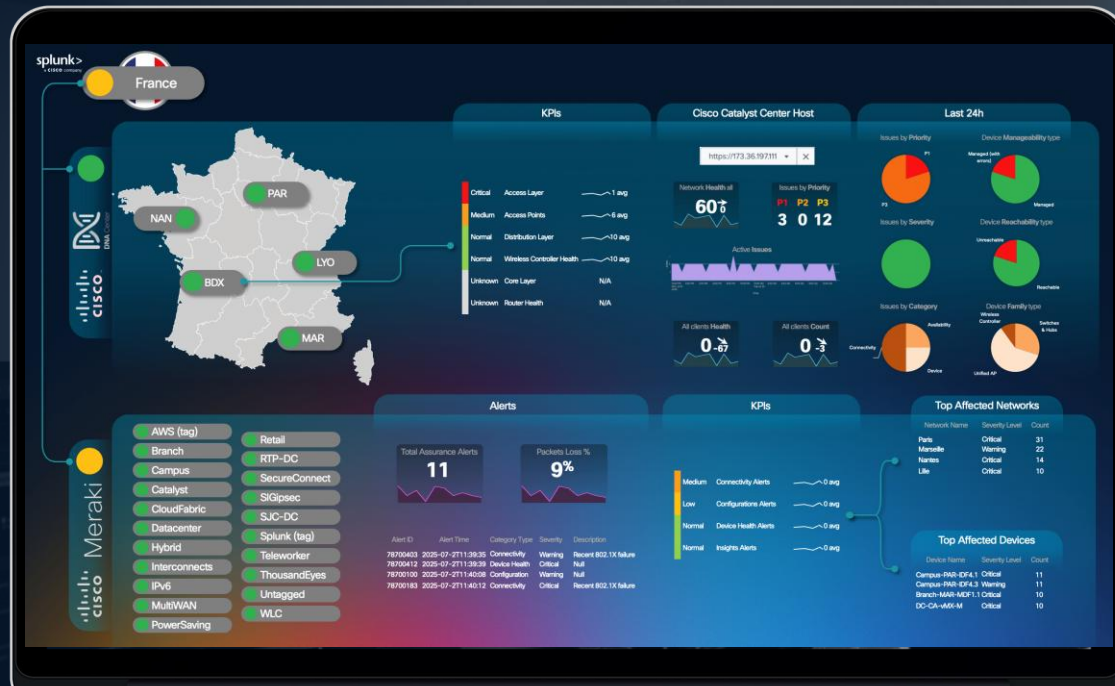 splunk>
a CISCO company
France
CISCO
DNA Center
PAR
NAN
LYO
BDX
MAR
KPIs
Critical Access Layer 1 avg
Medium Access Points 6 avg
Normal Distribution Layer 10 avg
Normal Wireless Controller Health 10 avg
Unknown Core Layer N/A
Unknown Router Health N/A
Cisco Catalyst Center Host
https://173.36.197.111
Network Health all
60 0
Issues by Priority
P1 P2 P3
3 0 12
Active Issues
All clients Health
0 -67
All clients Count
0 -3
Last 24h
Issues by Priority
P1
P3
Device Manageability type
Managed (with errors)
Managed
Issues by Severity
Device Reachability type
Unreachable
Reachable
Issues by Category
Availability
Connectivity
Device
Device Family type
Wireless Controller
Switches & Hubs
Unified AP
CISCO Meraki
AWS (tag)
Branch
Campus
Catalyst
CloudFabric
Datacenter
Hybrid
Interconnects
IPv6
MultiWAN
PowerSaving
Retail
RTP-DC
SecureConnect
SIGipsec
SJC-DC
Splunk (tag)
Teleworker
ThousandEyes
Untagged
WLC
Alerts
Total Assurance Alerts
11
Packets Loss %
9%
Alert ID Alert Time Category Type Severity Description
78700403 2025-07-2T11:39:35 Connectivity Warning Recent 802.1X failure
78700412 2025-07-2T11:39:39 Device Health Critical Null
78700100 2025-07-2T11:40:08 Configuration Warning Null
78700183 2025-07-2T11:40:12 Connectivity Critical Recent 802.1X failure
KPIs
Medium Connectivity Alerts 0 avg
Low Configurations Alerts 0 avg
Normal Device Health Alerts 0 avg
Normal Insights Alerts 0 avg
Top Affected Networks
Network Name Severity Level Count
Paris Critical 31
Marseille Warning 22
Nantes Critical 14
Lille Critical 10
Top Affected Devices
Device Name Severity Level Count
Campus-PAR-IDF4.1 Critical 11
Campus-PAR-IDF4.3 Warning 11
Branch-MAR-MDF1.1 Critical 10
DC-CA-vMX-M Critical 10